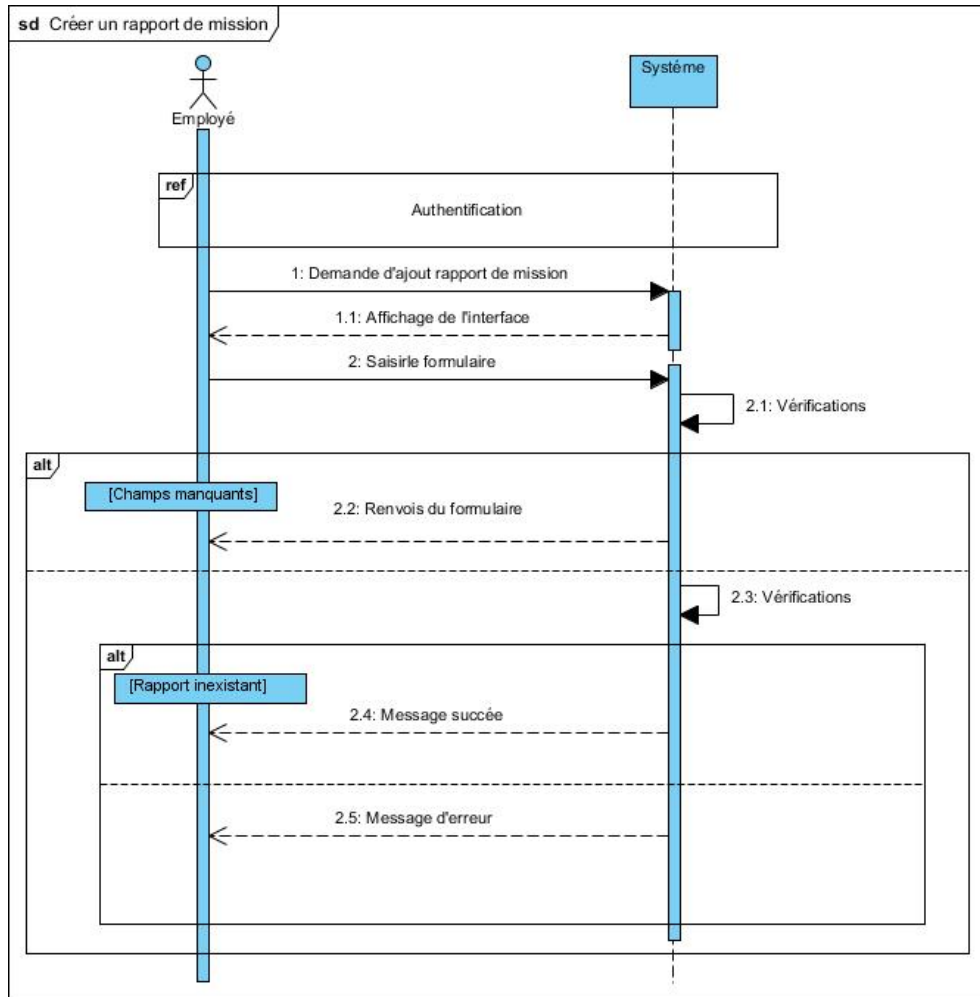 sd Créer un rapport de mission
Systéme
Employé
ref
Authentification
1: Demande d'ajout rapport de mission
1.1: Affichage de l'interface
2: Saisirle formulaire
2.1: Vérifications
alt
[Champs manquants]
2.2: Renvois du formulaire
2.3: Vérifications
alt
[Rapport inexistant]
2.4: Message succée
2.5: Message d'erreur